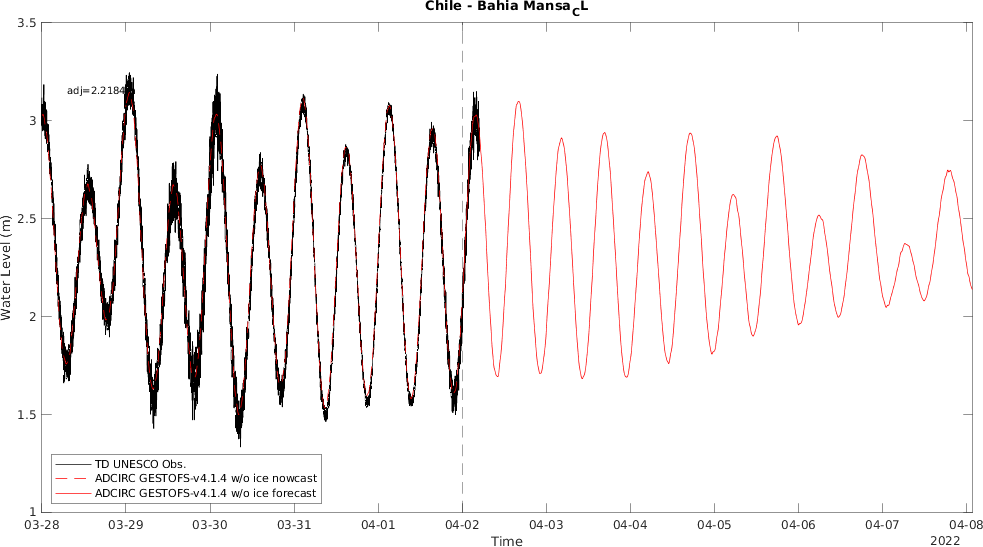 Chile - Bahia Mansa_CL
3.5
adj=2.2184
3
2.5
Water Level (m)
2
1.5
TD UNESCO Obs.
ADCIRC GESTOFS-v4.1.4 w/o ice nowcast
ADCIRC GESTOFS-v4.1.4 w/o ice forecast
1
03-28 03-29 03-30 03-31 04-01 04-02 04-03 04-04 04-05 04-06 04-07 04-08
Time
2022